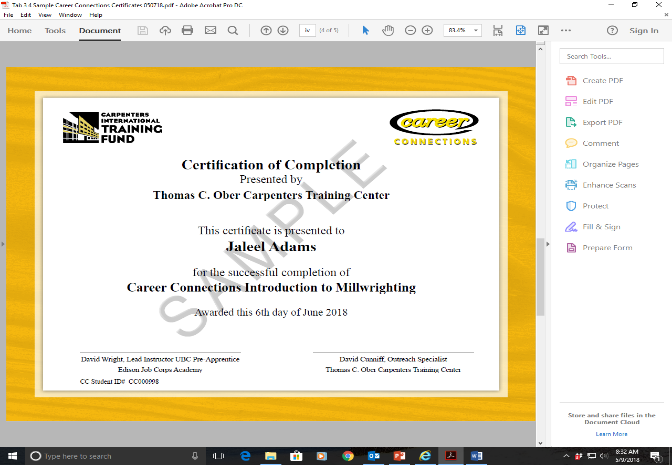 Tab 3.4 Sample Career Connections Certificates 050718.pdf - Adobe Acrobat Pro DC
File Edit View Window Help
Home Tools Document
iv (4 of 5)
83.4%
Sign In
Search Tools...
Create PDF
Edit PDF
Export PDF
Comment
Organize Pages
Enhance Scans
Protect
Fill & Sign
Prepare Form
Store and share files in the
Document Cloud
Learn More
CARPENTERS
INTERNATIONAL
TRAINING
FUND
career
CONNECTIONS
SAMPLE
Certification of Completion
Presented by
Thomas C. Ober Carpenters Training Center
This certificate is presented to
Jaleel Adams
for the successful completion of
Career Connections Introduction to Millwrighting
Awarded this 6th day of June 2018
David Wright, Lead Instructor UBC Pre-Apprentice
Edison Job Corps Academy
CC Student ID# CC000998
David Cunniff, Outreach Specialist
Thomas C. Ober Carpenters Training Center
Type here to search
8:32 AM
5/9/2018